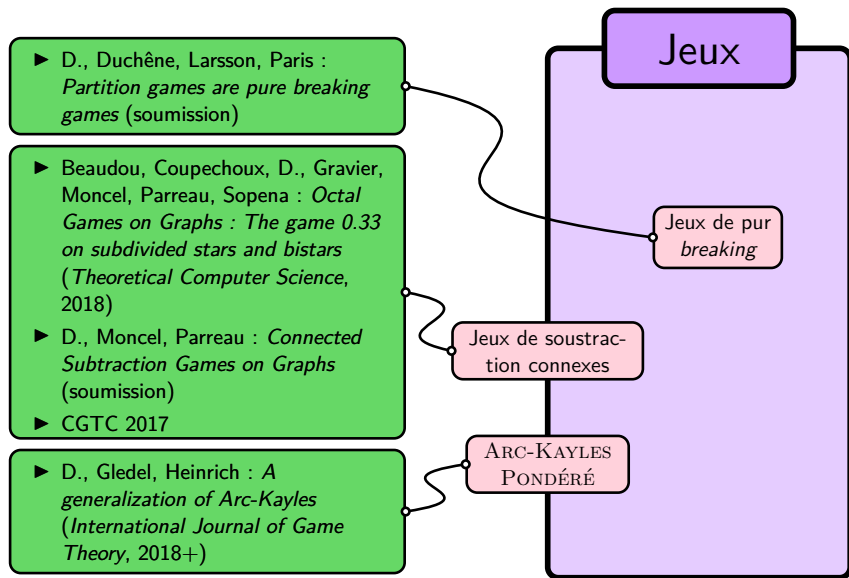 Jeux
► D., Duchêne, Larsson, Paris :
Partition games are pure breaking
games (soumission)
► Beaudou, Coupechoux, D., Gravier,
Moncel, Parreau, Sopena : Octal
Games on Graphs : The game 0.33
on subdivided stars and bistars
(Theoretical Computer Science,
2018)
► D., Moncel, Parreau : Connected
Subtraction Games on Graphs
(soumission)
► CGTC 2017
► D., Gledel, Heinrich : A
generalization of Arc-Kayles
(International Journal of Game
Theory, 2018+)
Jeux de pur
breaking
Jeux de soustrac-
tion connexes
ARC-KAYLES
PONDÉRÉ